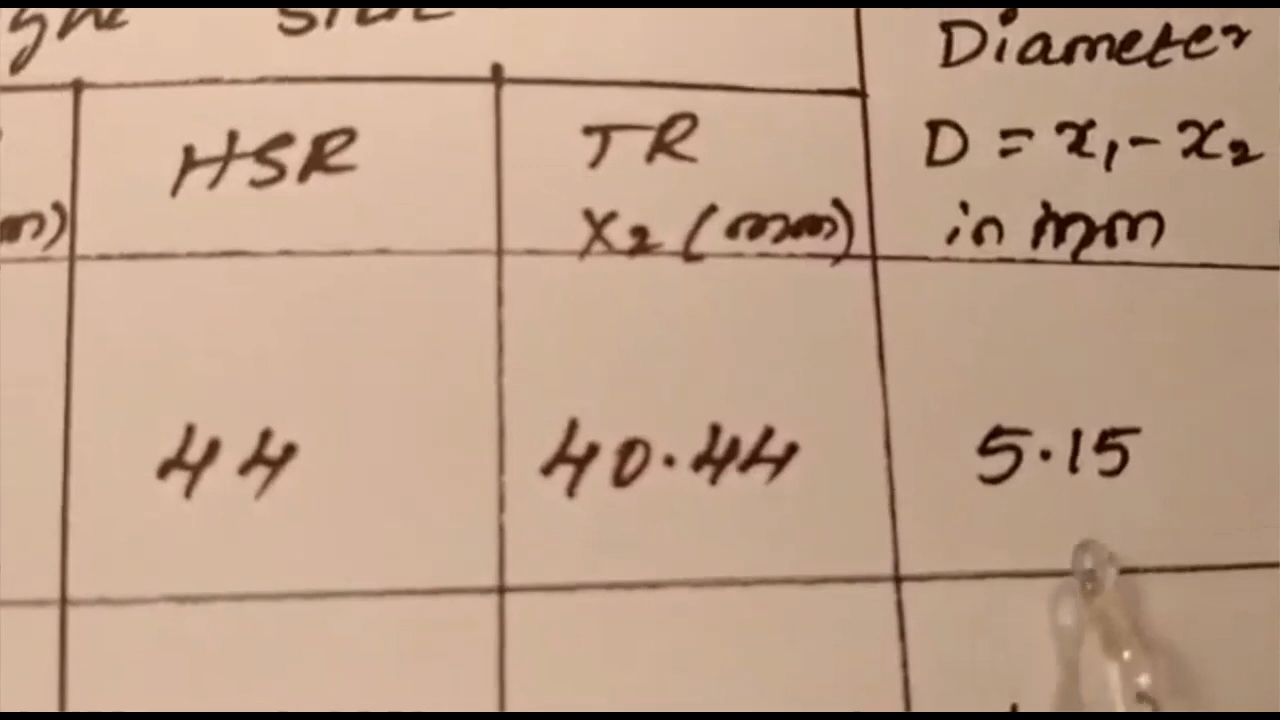 Diameter
HSR TR D = x₁ - x₂
m) X₂ (mm) in mm
44 40.44 5.15